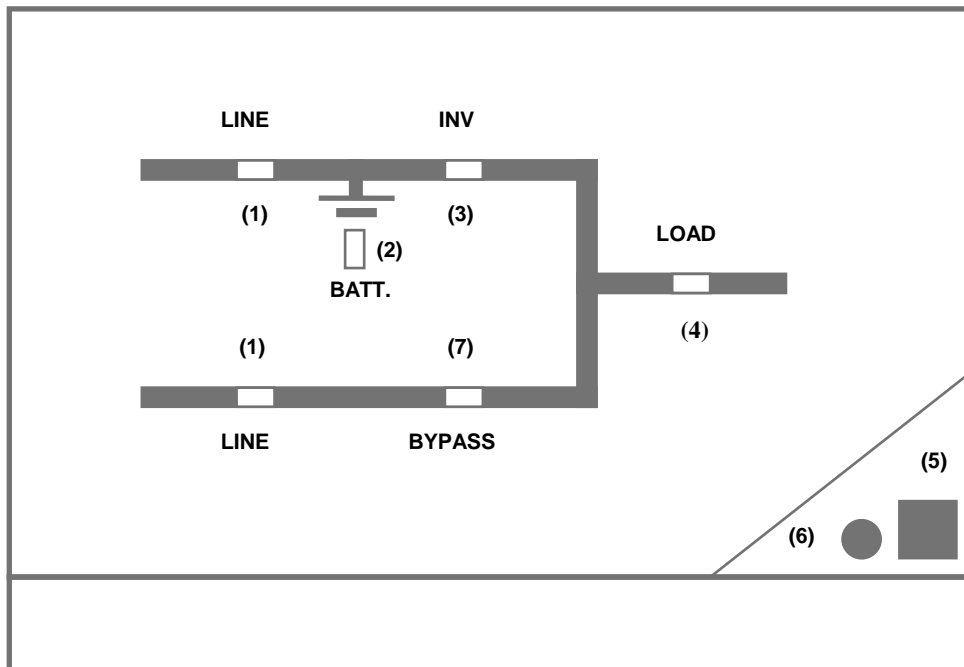 LINE INV
(1) (3)
(2)
BATT.
LOAD
(4)
(1) (7)
LINE BYPASS
(5)
(6)